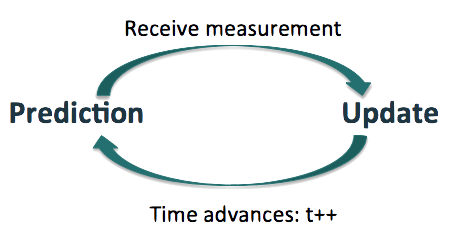 Receive measurement
Prediction
Update
Time advances: t++